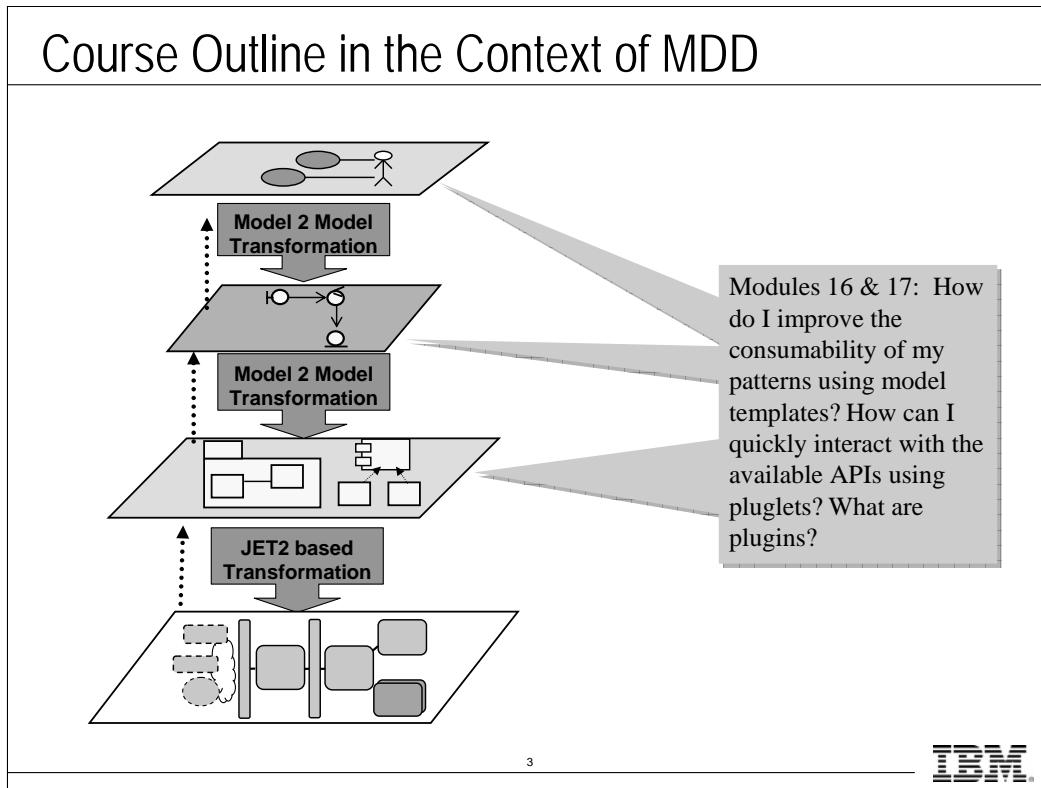 Course Outline in the Context of MDD
Model 2 Model
Transformation
Model 2 Model
Transformation
JET2 based
Transformation
Modules 16 & 17: How
do I improve the
consumability of my
patterns using model
templates? How can I
quickly interact with the
available APIs using
pluglets? What are
plugins?
3
IBM.